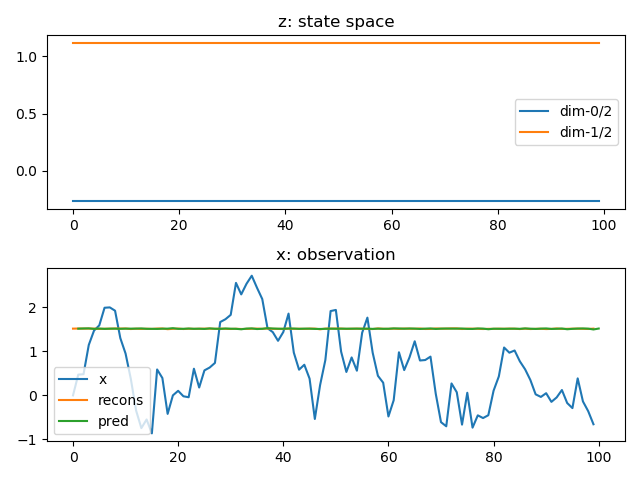 z: state space
1.0
0.5
0.0
dim-0/2
dim-1/2
0 20 40 60 80 100
x: observation
2
1
0
−1
x
recons
pred
0 20 40 60 80 100